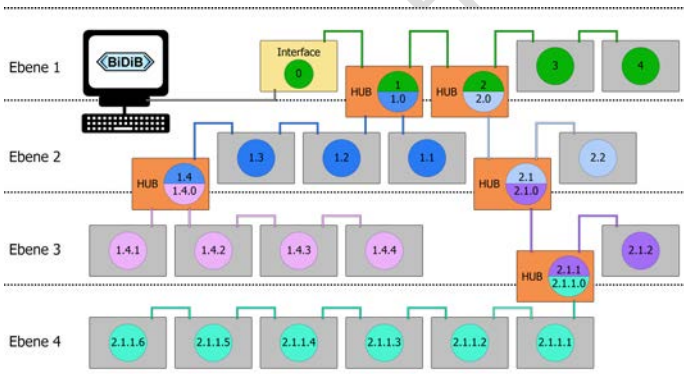 BiDiB
Interface
0
Ebene 1
HUB 1 1.0
HUB 2 2.0
3
4
Ebene 2
HUB 1.4 1.4.0
1.3
1.2
1.1
HUB 2.1 2.1.0
2.2
Ebene 3
1.4.1
1.4.2
1.4.3
1.4.4
HUB 2.1.1 2.1.1.0
2.1.2
Ebene 4
2.1.1.6
2.1.1.5
2.1.1.4
2.1.1.3
2.1.1.2
2.1.1.1